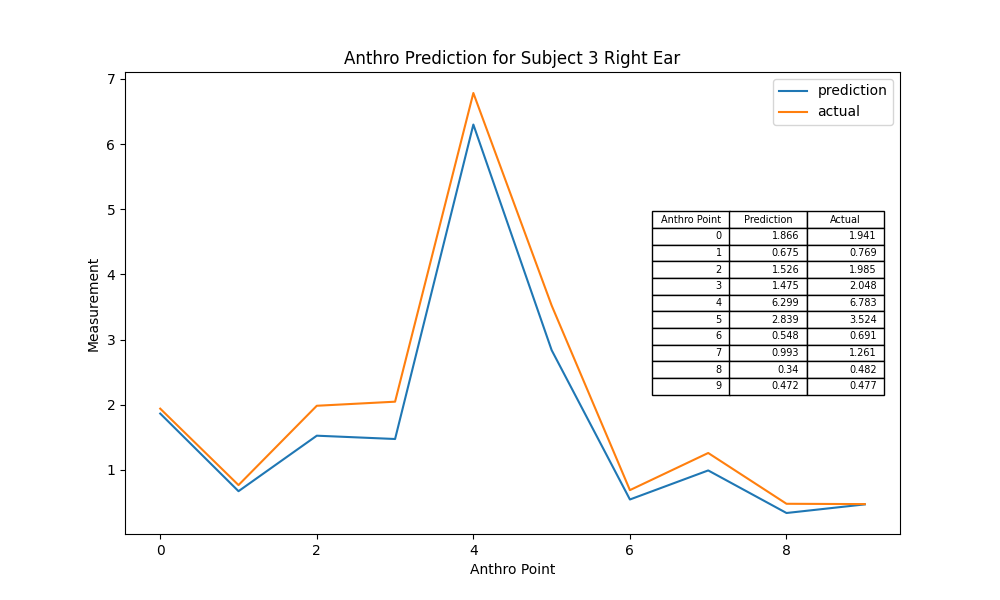 Anthro Prediction for Subject 3 Right Ear
7
6
5
4
3
2
1
Measurement
prediction
actual
Anthro Point Prediction Actual
0 1.866 1.941
1 0.675 0.769
2 1.526 1.985
3 1.475 2.048
4 6.299 6.783
5 2.839 3.524
6 0.548 0.691
7 0.993 1.261
8 0.34 0.482
9 0.472 0.477
0 2 4 6 8
Anthro Point